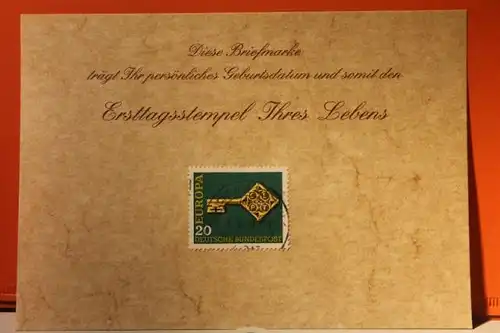 Diese Briefmarke
trägt Ihr persönliches Geburtsdatum und somit den
Ersttagsstempel Ihres Lebens
EUROPA
20
DEUTSCHE BUNDESPOST